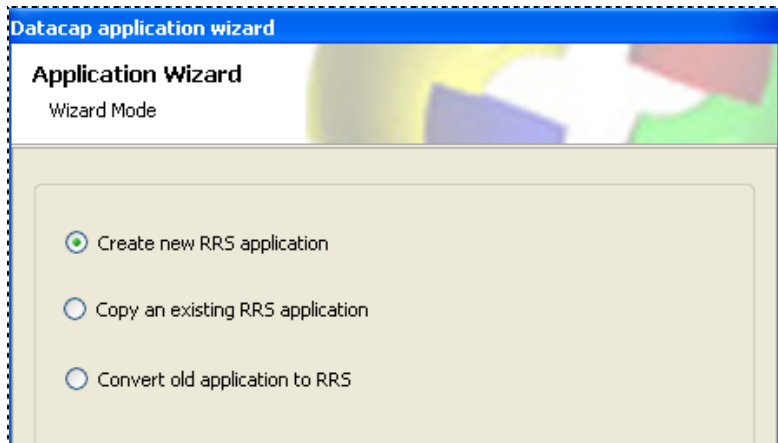 Datacap application wizard
Application Wizard
Wizard Mode
Create new RRS application
Copy an existing RRS application
Convert old application to RRS